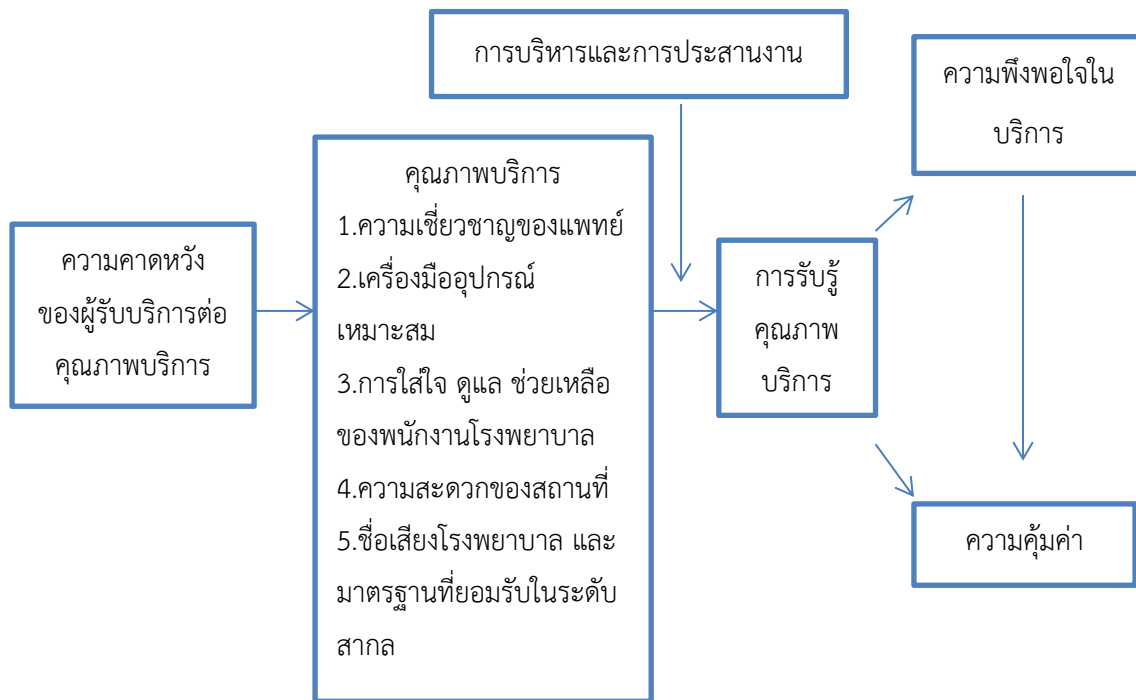 การบริหารและการประสานงาน
ความพึงพอใจใน
บริการ
คุณภาพบริการ
1.ความเชี่ยวชาญของแพทย์
2.เครื่องมืออุปกรณ์
เหมาะสม
3.การใส่ใจ ดูแล ช่วยเหลือ
ของพนักงานโรงพยาบาล
4.ความสะดวกของสถานที่
5.ชื่อเสียงโรงพยาบาล และ
มาตรฐานที่ยอมรับในระดับ
สากล
ความคาดหวัง
ของผู้รับบริการต่อ
คุณภาพบริการ
การรับรู้
คุณภาพ
บริการ
ความคุ้มค่า